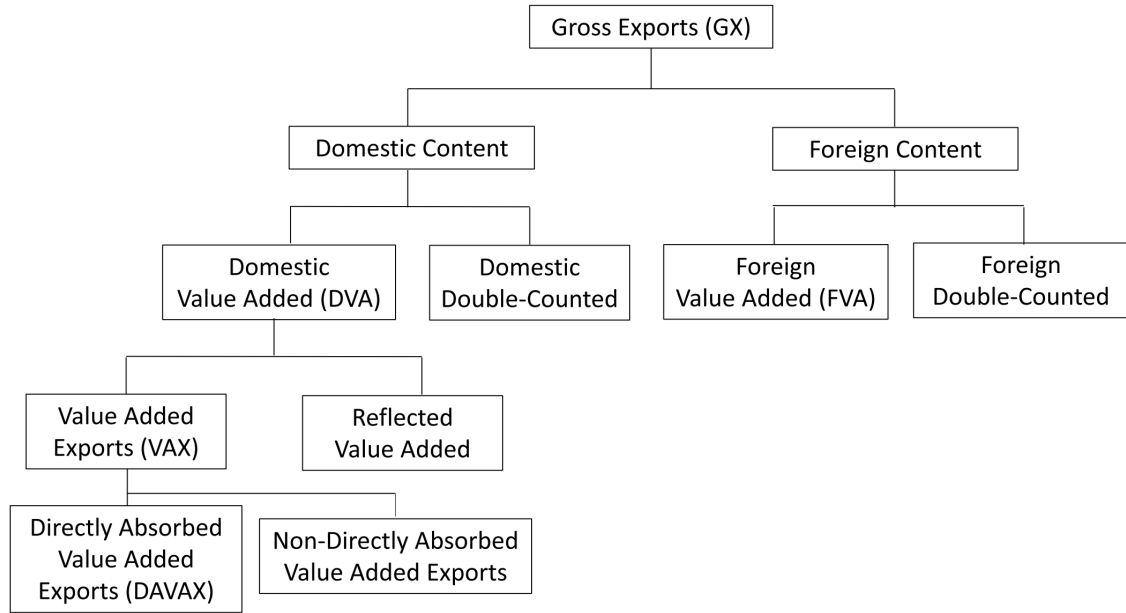 Gross Exports (GX)
Domestic Content
Foreign Content
Domestic
Value Added (DVA)
Domestic
Double-Counted
Foreign
Value Added (FVA)
Foreign
Double-Counted
Value Added
Exports (VAX)
Reflected
Value Added
Directly Absorbed
Value Added
Exports (DAVAX)
Non-Directly Absorbed
Value Added Exports